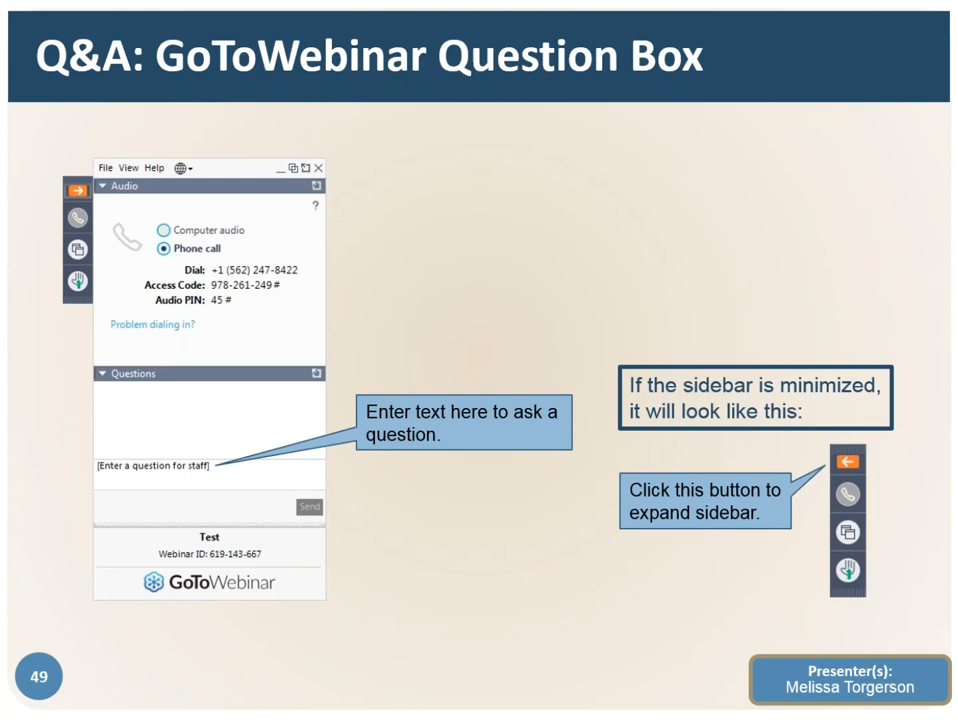 Q&A: GoToWebinar Question Box
File View Help
Audio
?
Computer audio
Phone call
Dial: +1 (562) 247-8422
Access Code: 978-261-249 #
Audio PIN: 45 #
Problem dialing in?
Questions
[Enter a question for staff]
Send
Test
Webinar ID: 619-143-667
GoToWebinar
Enter text here to ask a
question.
If the sidebar is minimized,
it will look like this:
Click this button to
expand sidebar.
49
Presenter(s):
Melissa Torgerson